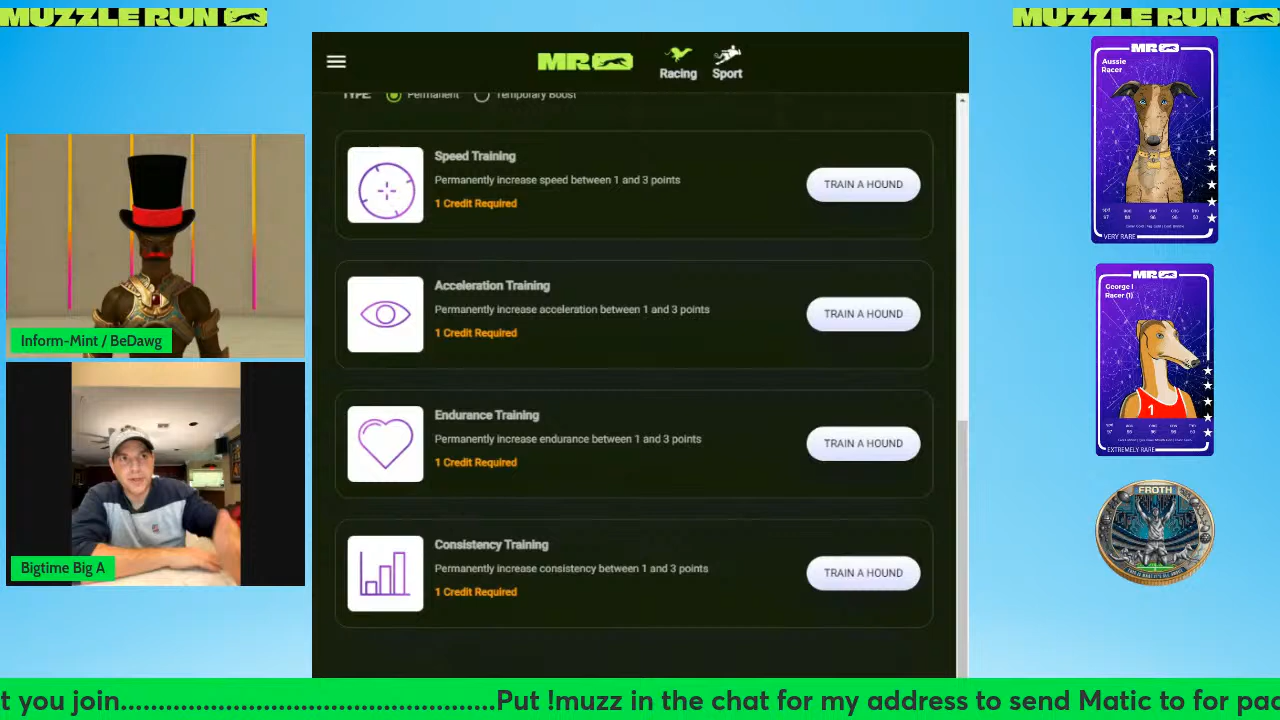 MUZZLE RUN
MUZZLE RUN
MR
Racing
Sport
TYPE
Permanent
Temporary Boost
Speed Training
Permanently increase speed between 1 and 3 points
1 Credit Required
TRAIN A HOUND
Acceleration Training
Permanently increase acceleration between 1 and 3 points
1 Credit Required
TRAIN A HOUND
Endurance Training
Permanently increase endurance between 1 and 3 points
1 Credit Required
TRAIN A HOUND
Consistency Training
Permanently increase consistency between 1 and 3 points
1 Credit Required
TRAIN A HOUND
Inform-Mint / BeDawg
Bigtime Big A
MR
Aussie
Racer
VERY RARE
MR
George I
Racer (1)
1
EXTREMELY RARE
FROTH
t you join..................................................Put !muzz in the chat for my address to send Matic to for pac